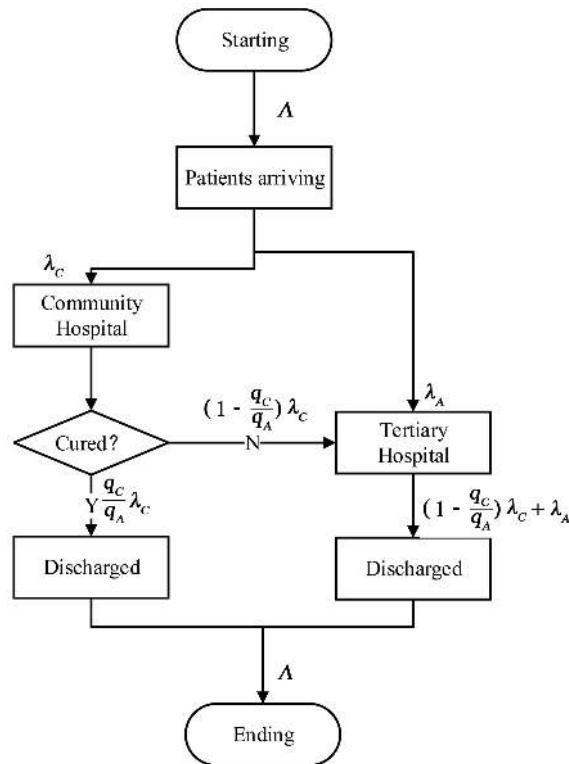 Starting
Λ
Patients arriving
λ_C
Community
Hospital
(1 - q_C/q_A) λ_C
λ_A
Cured?
N
Tertiary
Hospital
Y q_C/q_A λ_C
(1 - q_C/q_A) λ_C + λ_A
Discharged
Discharged
Λ
Ending